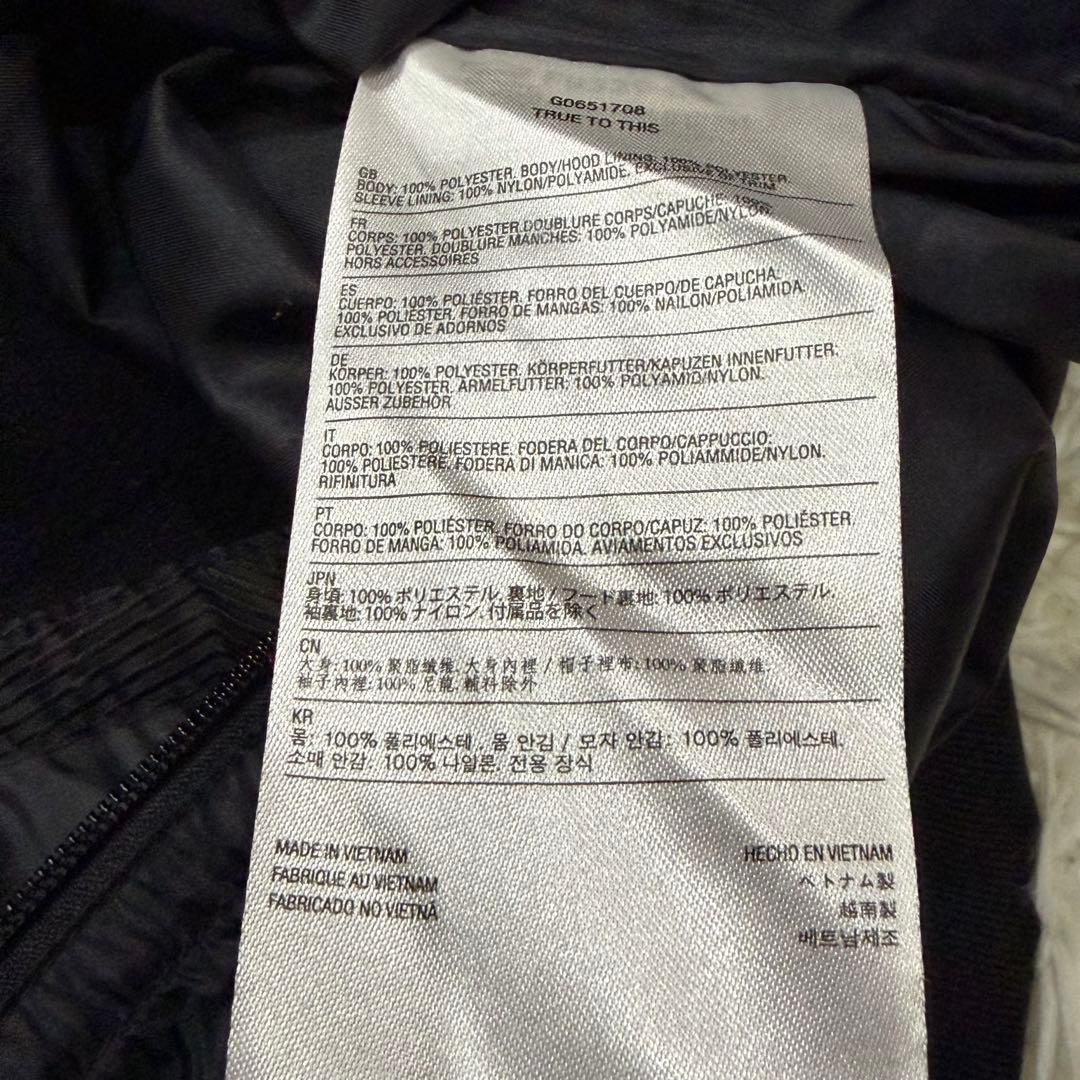 G0651708
TRUE TO THIS
GB
BODY: 100% POLYESTER. BODY/HOOD LINING: 100% POLYESTER.
SLEEVE LINING: 100% NYLON/POLYAMIDE. EXCLUSIVE OF TRIM
FR
CORPS: 100% POLYESTER.DOUBLURE CORPS/CAPUCHE: 100%
POLYESTER. DOUBLURE MANCHES: 100% POLYAMIDE/NYLON.
HORS ACCESSOIRES
ES
CUERPO: 100% POLIÉSTER. FORRO DEL CUERPO/DE CAPUCHA:
100% POLIÉSTER. FORRO DE MANGAS: 100% NAILON/POLIAMIDA.
EXCLUSIVO DE ADORNOS
DE
KÖRPER: 100% POLYESTER. KÖRPERFUTTER/KAPUZEN INNENFUTTER:
100% POLYESTER. ÄRMELFUTTER: 100% POLYAMID/NYLON.
AUSSER ZUBEHÖR
IT
CORPO: 100% POLIESTERE. FODERA DEL CORPO/CAPPUCCIO:
100% POLIESTERE. FODERA DI MANICA: 100% POLIAMMIDE/NYLON.
RIFINITURA
PT
CORPO: 100% POLIÉSTER. FORRO DO CORPO/CAPUZ: 100% POLIÉSTER
FORRO DE MANGA: 100% POLIAMIDA. AVIAMENTOS EXCLUSIVOS
JPN
身頃: 100% ポリエステル. 裏地 / フード裏地: 100% ポリエステル.
袖裏地: 100% ナイロン. 付属品を除く
CN
大身: 100% 聚脂纖維. 大身內裡 / 帽子裡布: 100% 聚脂纖維.
袖子內裡: 100% 尼龍. 輔料除外
KR
몸: 100% 폴리에스테 . 몸 안김 / 모자 안감: 100% 폴리에스테.
소매 안감: 100% 나일론. 전용 장식
MADE IN VIETNAM
FABRIQUE AU VIETNAM
FABRICADO NO VIETNA
HECHO EN VIETNAM
ベトナム製
越南製
베트남제조